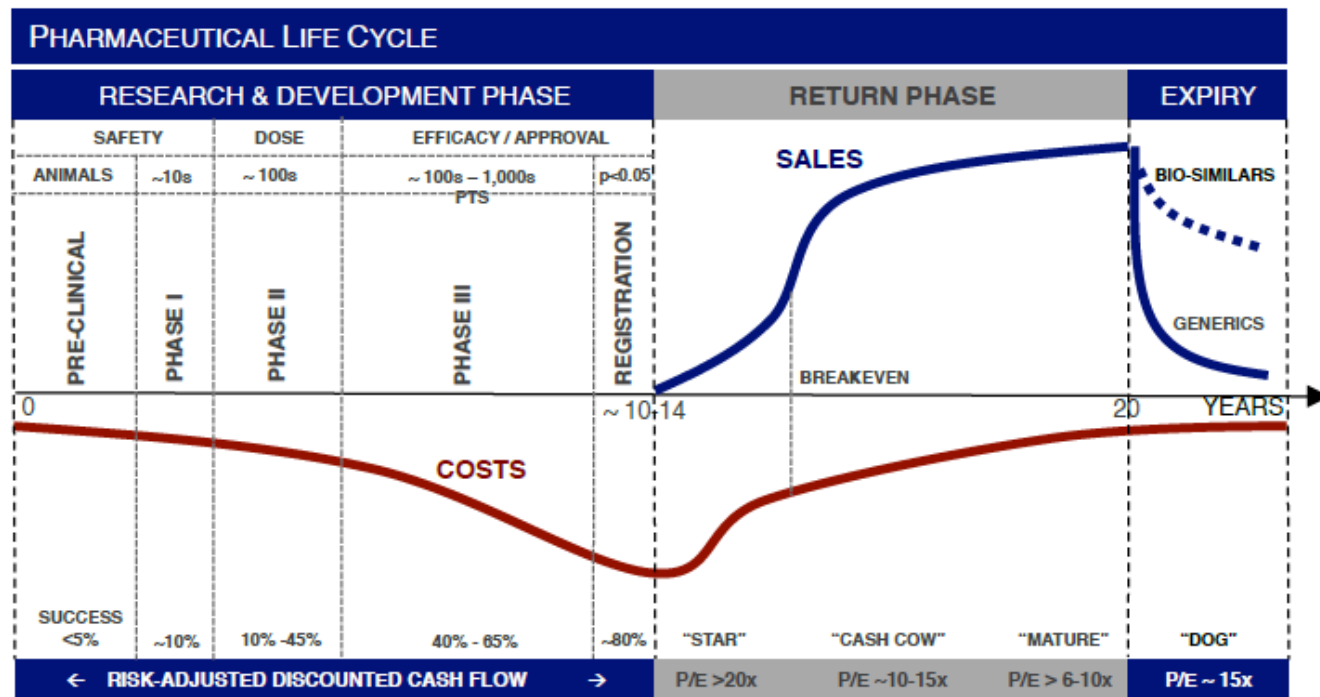 PHARMACEUTICAL LIFE CYCLE
RESEARCH & DEVELOPMENT PHASE
RETURN PHASE
EXPIRY
SAFETY
DOSE
EFFICACY / APPROVAL
ANIMALS
~10s
~ 100s
~ 100s – 1,000s
PTS
p<0.05
PRE-CLINICAL
PHASE I
PHASE II
PHASE III
REGISTRATION
SALES
BIO-SIMILARS
GENERICS
BREAKEVEN
0
~ 10-14
20
YEARS
COSTS
SUCCESS
<5%
~10%
10% -45%
40% - 65%
~80%
"STAR"
"CASH COW"
"MATURE"
"DOG"
← RISK-ADJUSTED DISCOUNTED CASH FLOW →
P/E >20x
P/E ~10-15x
P/E > 6-10x
P/E ~ 15x